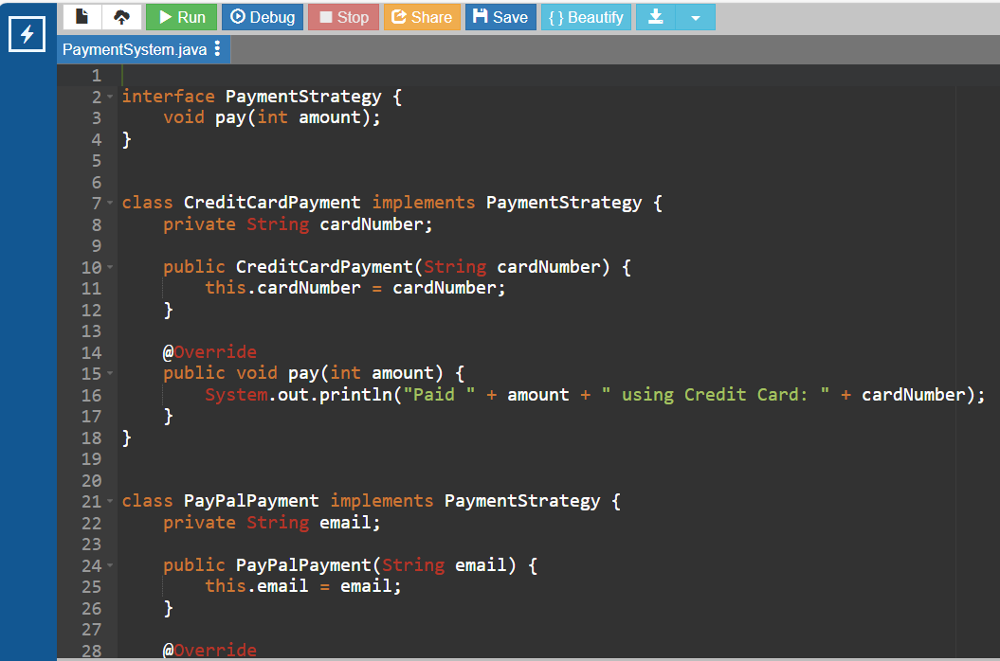 Run Debug Stop Share Save { } Beautify
PaymentSystem.java
1
2 interface PaymentStrategy {
3     void pay(int amount);
4 }
5
6
7 class CreditCardPayment implements PaymentStrategy {
8     private String cardNumber;
9
10     public CreditCardPayment(String cardNumber) {
11         this.cardNumber = cardNumber;
12     }
13
14     @Override
15     public void pay(int amount) {
16         System.out.println("Paid " + amount + " using Credit Card: " + cardNumber);
17     }
18 }
19
20
21 class PayPalPayment implements PaymentStrategy {
22     private String email;
23
24     public PayPalPayment(String email) {
25         this.email = email;
26     }
27
28     @Override